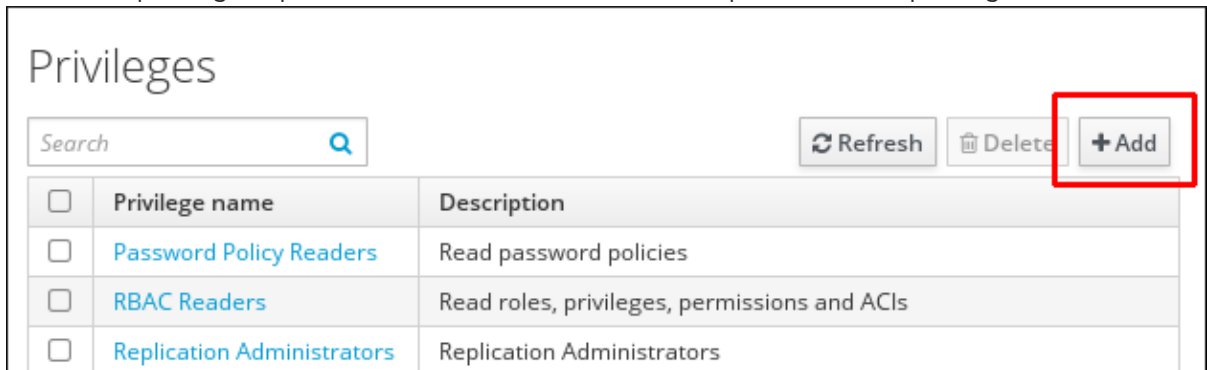 Privileges
Search Refresh Delete + Add
Privilege name Description
Password Policy Readers Read password policies
RBAC Readers Read roles, privileges, permissions and ACIs
Replication Administrators Replication Administrators